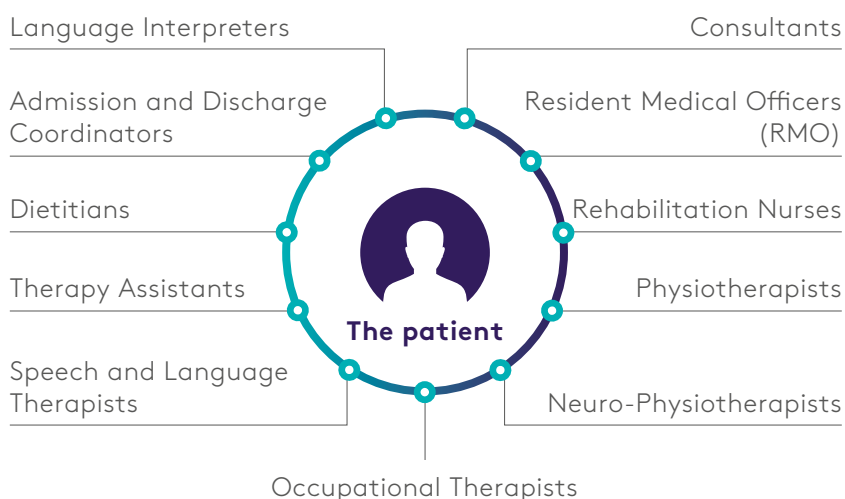 Language Interpreters
Consultants
Admission and Discharge
Coordinators
Resident Medical Officers
(RMO)
Dietitians
Rehabilitation Nurses
Therapy Assistants
Physiotherapists
The patient
Speech and Language
Therapists
Neuro-Physiotherapists
Occupational Therapists